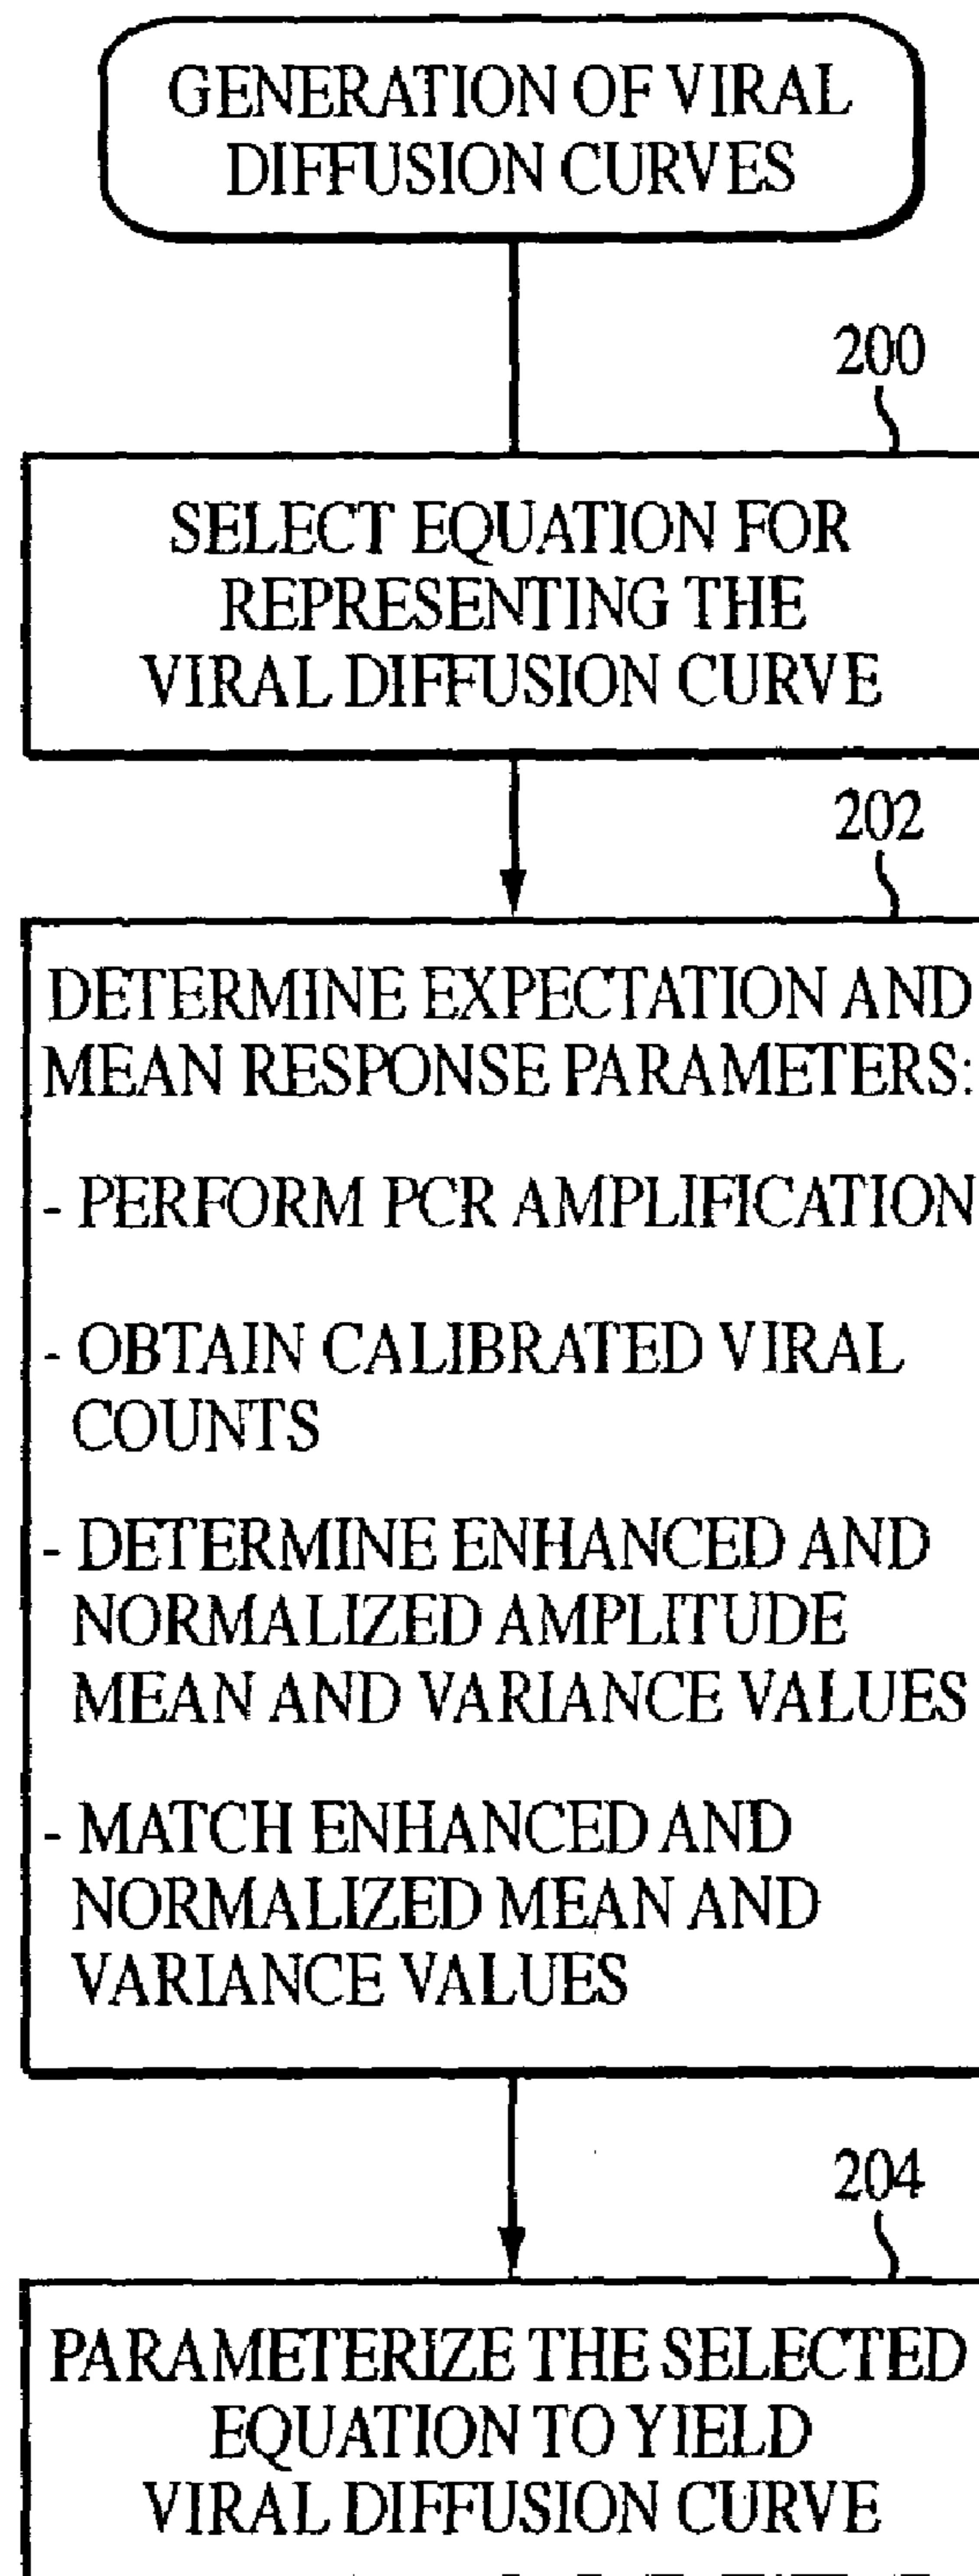 GENERATION OF VIRAL
DIFFUSION CURVES
200
SELECT EQUATION FOR
REPRESENTING THE
VIRAL DIFFUSION CURVE
202
DETERMINE EXPECTATION AND
MEAN RESPONSE PARAMETERS:
- PERFORM PCR AMPLIFICATION
- OBTAIN CALIBRATED VIRAL
COUNTS
- DETERMINE ENHANCED AND
NORMALIZED AMPLITUDE
MEAN AND VARIANCE VALUES
- MATCH ENHANCED AND
NORMALIZED MEAN AND
VARIANCE VALUES
204
PARAMETERIZE THE SELECTED
EQUATION TO YIELD
VIRAL DIFFUSION CURVE